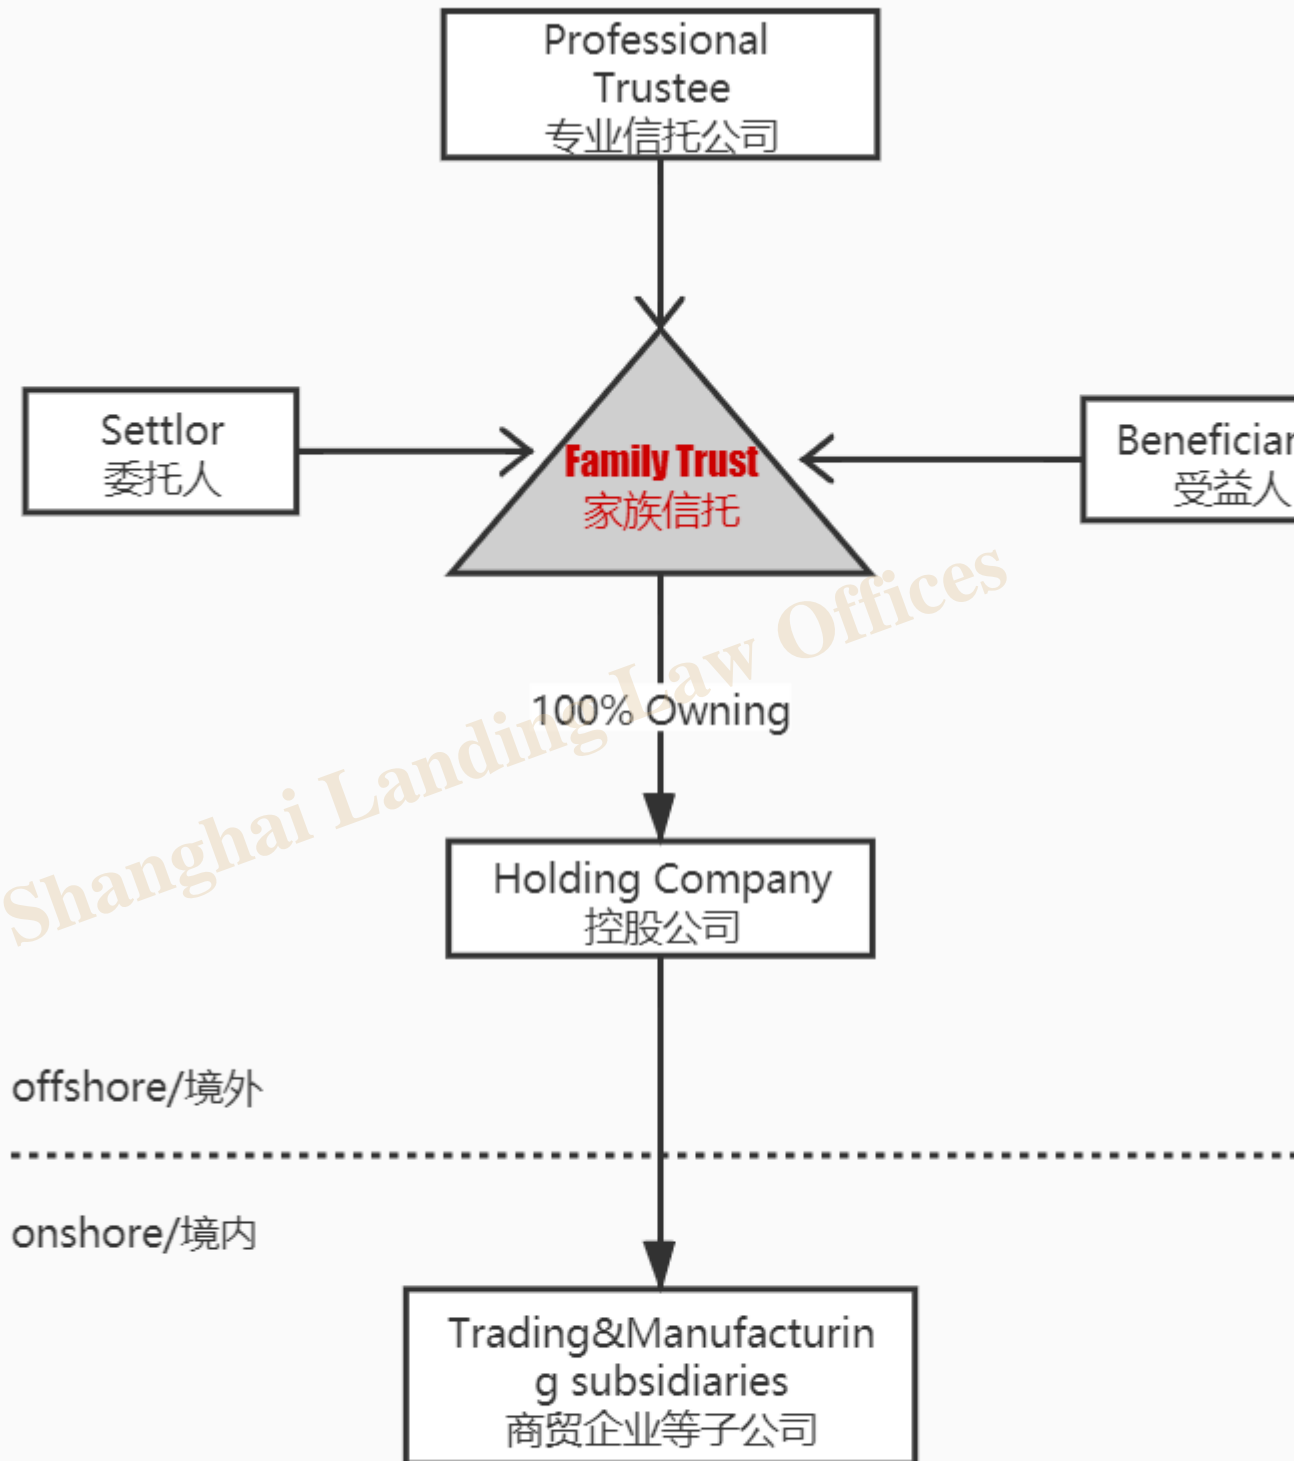 Professional
Trustee
专业信托公司
Settlor
委托人
Family Trust
家族信托
Beneficiar
受益人
100% Owning
Shanghai Landing Law Offices
Holding Company
控股公司
offshore/境外
onshore/境内
Trading&Manufacturin
g subsidiaries
商贸企业等子公司